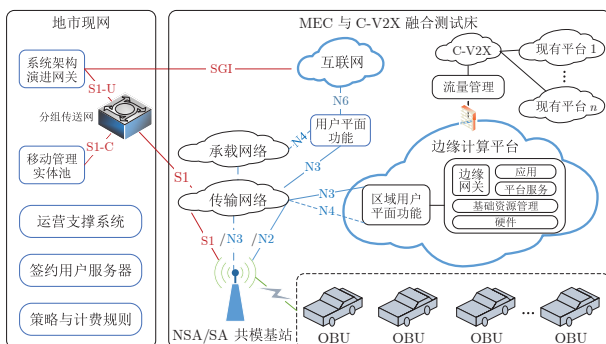 地市现网
系统架构
演进网关
S1-U
分组传送网
S1-C
移动管理
实体池
S1
运营支撑系统
签约用户服务器
策略与计费规则
MEC 与 C-V2X 融合测试床
SGI
互联网
N6
用户平面
功能
N4
承载网络
N3
传输网络
N3
N4
S1
/N3
/N2
NSA/SA 共模基站
C-V2X
现有平台 1
⋮
现有平台 n
流量管理
边缘计算平台
区域用户
平面功能
边缘
网关
应用
平台服务
基础资源管理
硬件
OBU
OBU
OBU
...
OBU